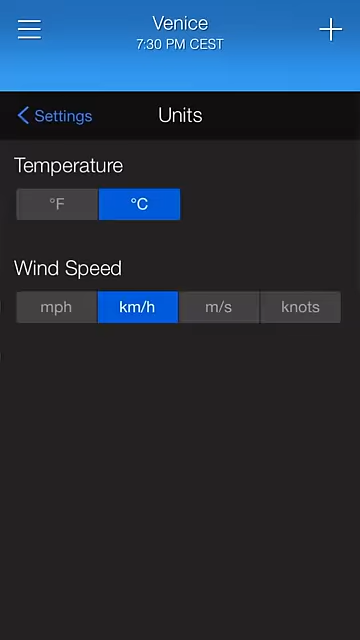 Venice
7:30 PM CEST
Settings Units
Temperature
°F °C
Wind Speed
mph km/h m/s knots